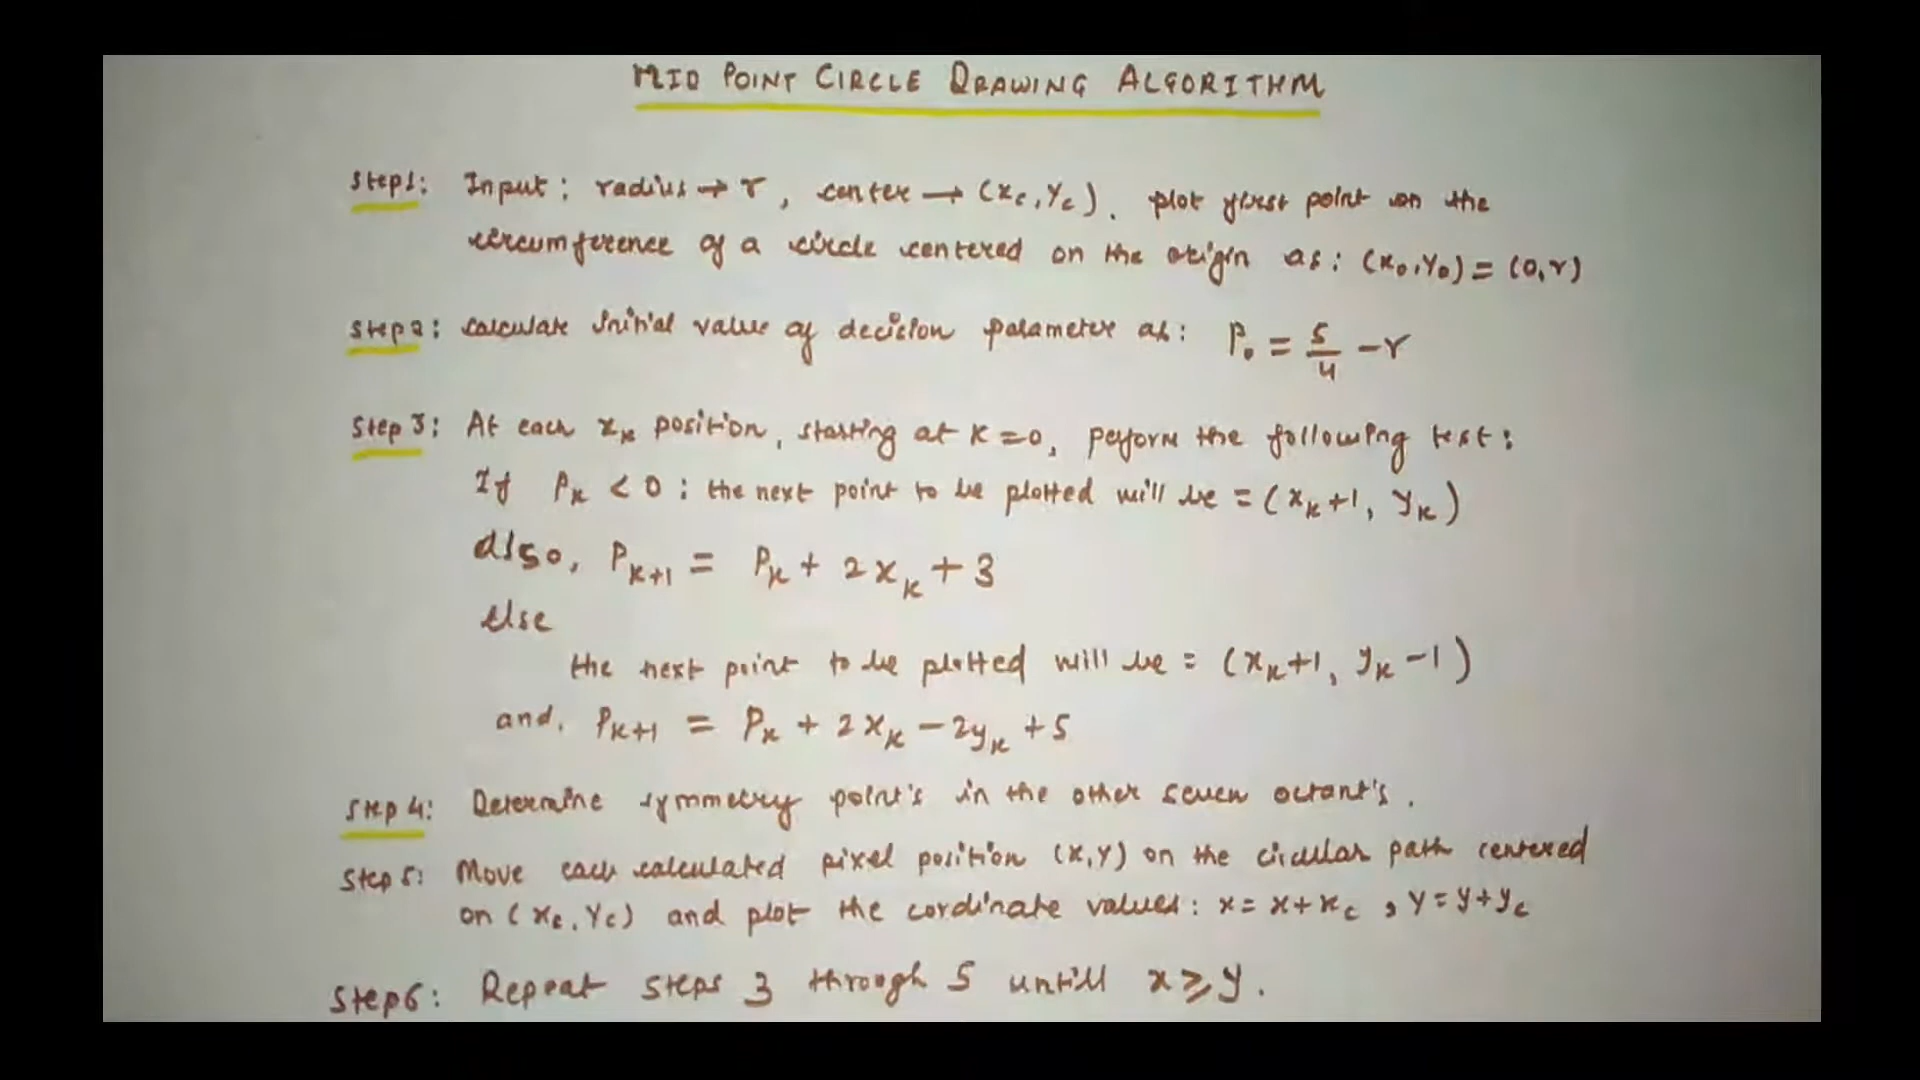 MID POINT CIRCLE DRAWING ALGORITHM
Step1: Input: radius → r, center → (xc, yc). plot first point on the
circumference of a circle centered on the origin as: (x0, y0) = (0, r)
Step2: calculate initial value of decision parameter as: P0 = 5/4 - r
Step 3: At each xk position, starting at K=0, perform the following test:
If Pk < 0: the next point to be plotted will be = (xk+1, yk)
also, Pk+1 = Pk + 2xk + 3
else
the next point to be plotted will be = (xk+1, yk-1)
and, Pk+1 = Pk + 2xk - 2yk + 5
Step 4: Determine symmetry point's in the other seven octant's.
Step 5: Move each calculated pixel position (x,y) on the circular path centered
on (xc, yc) and plot the cordinate values: x = x+xc, y = y+yc
Step6: Repeat steps 3 through 5 untill x ≥ y.